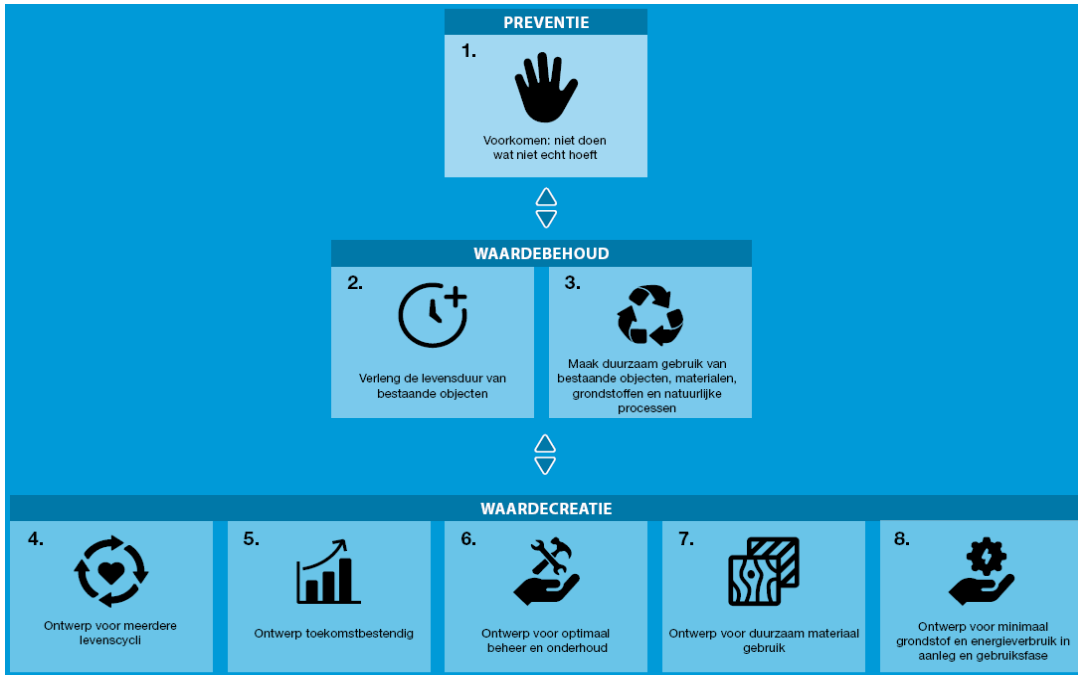 PREVENTIE
1.
Voorkomen: niet doen
wat niet echt hoeft
WAARDEBEHOUD
2.
Verleng de levensduur van
bestaande objecten
3.
Maak duurzaam gebruik van
bestaande objecten, materialen,
grondstoffen en natuurlijke
processen
WAARDECREATIE
4.
Ontwerp voor meerdere
levenscycli
5.
Ontwerp toekomstbestendig
6.
Ontwerp voor optimaal
beheer en onderhoud
7.
Ontwerp voor duurzaam materiaal
gebruik
8.
Ontwerp voor minimaal
grondstof en energieverbruik in
aanleg en gebruiksfase